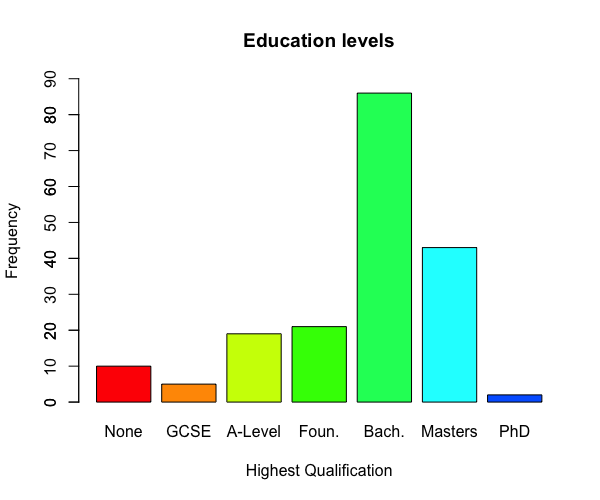 Education levels
90
80
70
60
50
40
30
20
10
0
Frequency
None GCSE A-Level Foun. Bach. Masters PhD
Highest Qualification